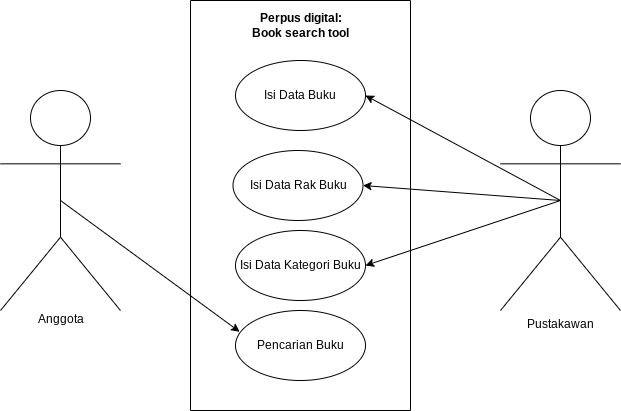 Perpus digital:
Book search tool
Isi Data Buku
Isi Data Rak Buku
Isi Data Kategori Buku
Pencarian Buku
Anggota
Pustakawan